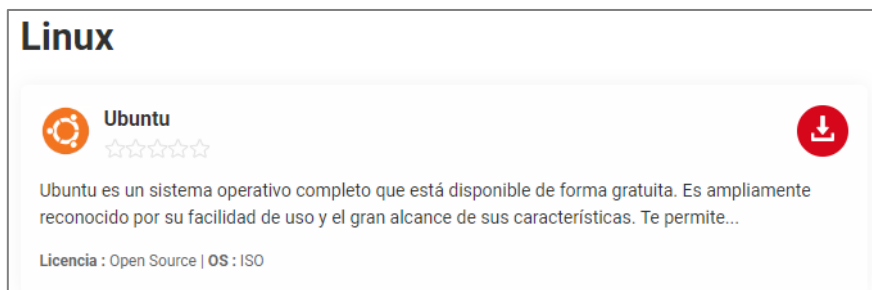 Linux
Ubuntu
Ubuntu es un sistema operativo completo que está disponible de forma gratuita. Es ampliamente
reconocido por su facilidad de uso y el gran alcance de sus características. Te permite...
Licencia : Open Source | OS : ISO